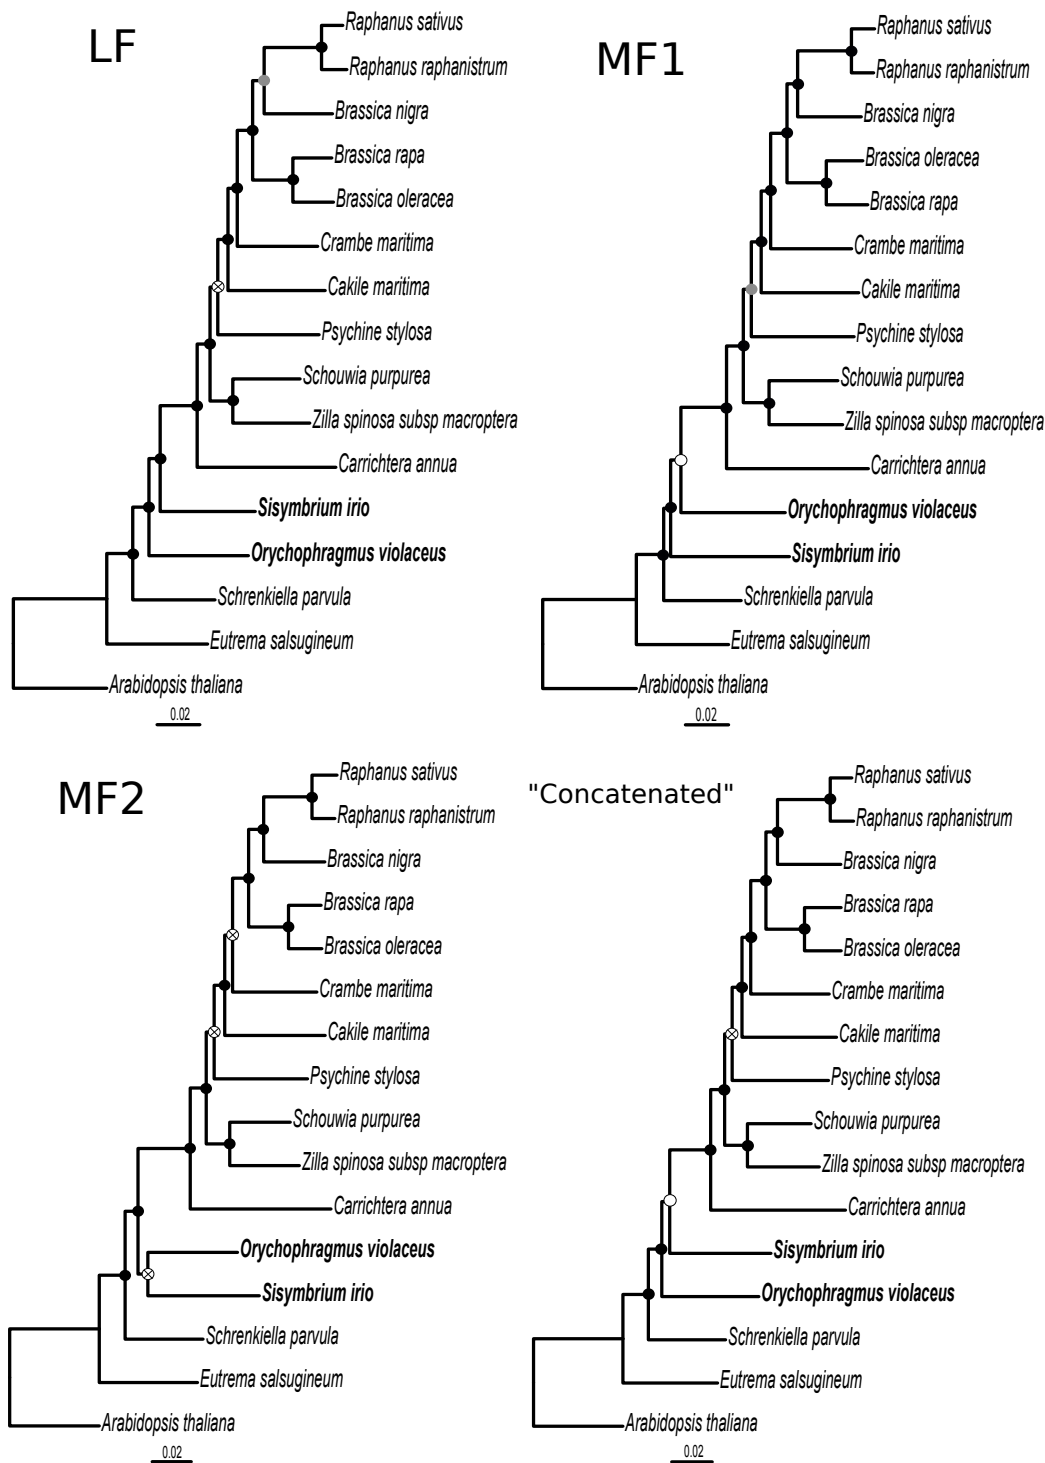 LF
Raphanus sativus
Raphanus raphanistrum
Brassica nigra
Brassica rapa
Brassica oleracea
Crambe maritima
Cakile maritima
Psychine stylosa
Schouwia purpurea
Zilla spinosa subsp macroptera
Carrichtera annua
Sisymbrium irio
Orychophragmus violaceus
Schrenkiella parvula
Eutrema salsugineum
Arabidopsis thaliana
0.02
MF1
Raphanus sativus
Raphanus raphanistrum
Brassica nigra
Brassica oleracea
Brassica rapa
Crambe maritima
Cakile maritima
Psychine stylosa
Schouwia purpurea
Zilla spinosa subsp macroptera
Carrichtera annua
Orychophragmus violaceus
Sisymbrium irio
Schrenkiella parvula
Eutrema salsugineum
Arabidopsis thaliana
0.02
MF2
Raphanus sativus
Raphanus raphanistrum
Brassica nigra
Brassica rapa
Brassica oleracea
Crambe maritima
Cakile maritima
Psychine stylosa
Schouwia purpurea
Zilla spinosa subsp macroptera
Carrichtera annua
Orychophragmus violaceus
Sisymbrium irio
Schrenkiella parvula
Eutrema salsugineum
Arabidopsis thaliana
0.02
"Concatenated"
Raphanus sativus
Raphanus raphanistrum
Brassica nigra
Brassica rapa
Brassica oleracea
Crambe maritima
Cakile maritima
Psychine stylosa
Schouwia purpurea
Zilla spinosa subsp macroptera
Carrichtera annua
Sisymbrium irio
Orychophragmus violaceus
Schrenkiella parvula
Eutrema salsugineum
Arabidopsis thaliana
0.02